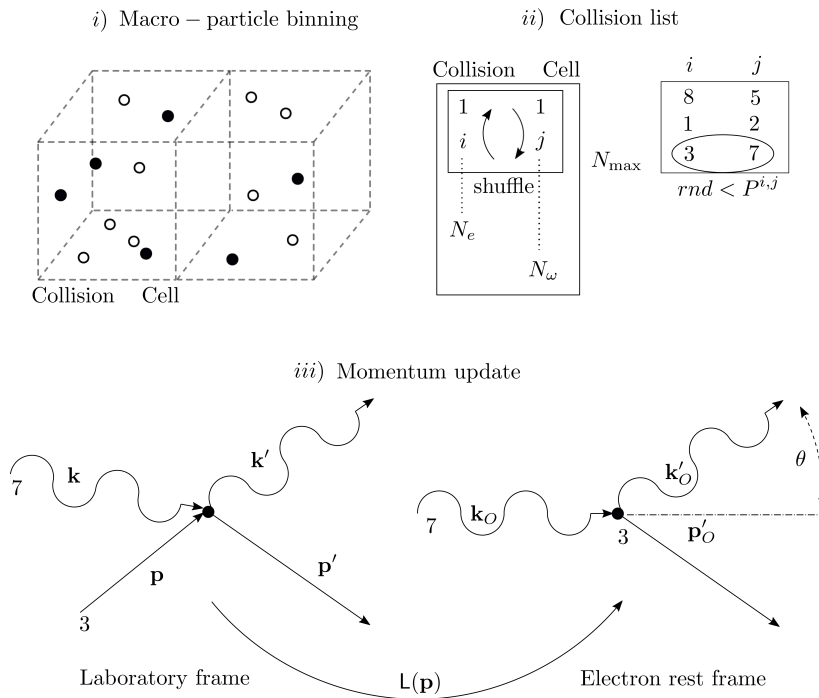 i) Macro – particle binning
Collision Cell
ii) Collision list
Collision Cell
1 1
i j
shuffle
N_e
N_ω
N_max
i j
8 5
1 2
3 7
rnd < P^{i,j}
iii) Momentum update
7
k
k′
p
p′
3
Laboratory frame
L(p)
7
k_O
k′_O
θ
3
p′_O
Electron rest frame